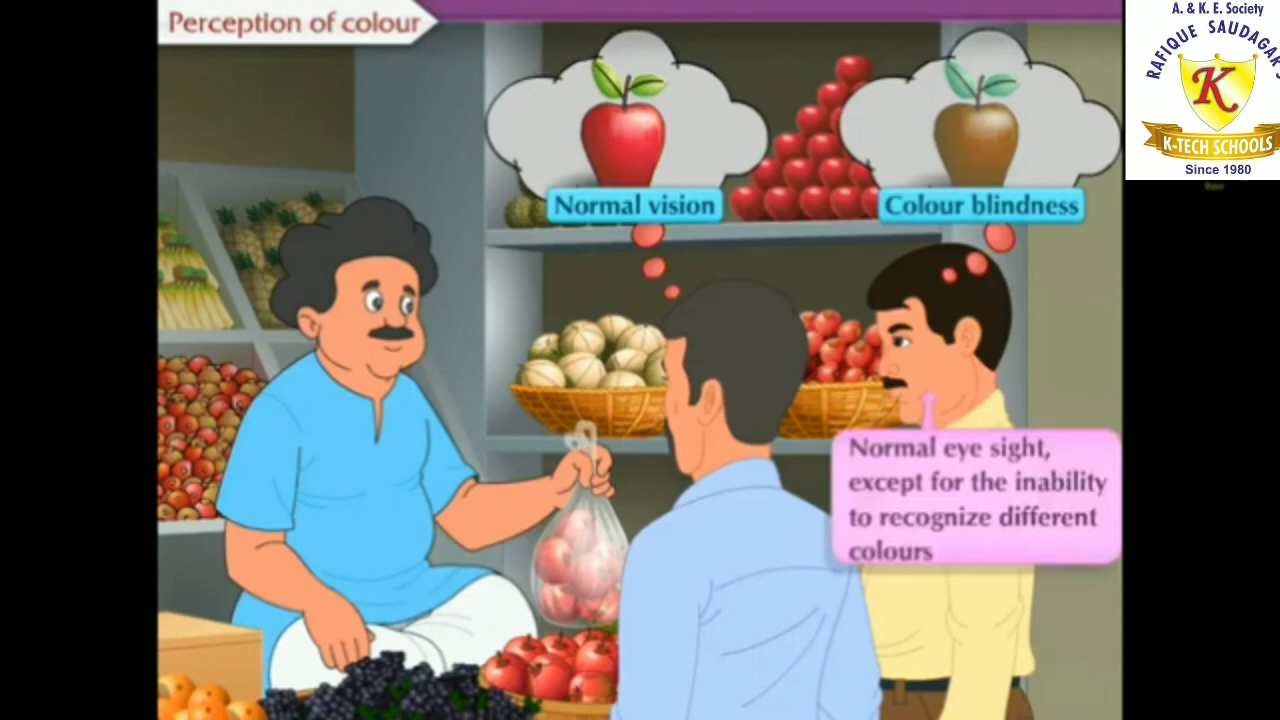 Perception of colour
A. & K. E. Society
RAFIQUE SAUDAGAR'S
K
K-TECH SCHOOLS
Since 1980
Normal vision
Colour blindness
Normal eye sight,
except for the inability
to recognize different
colours